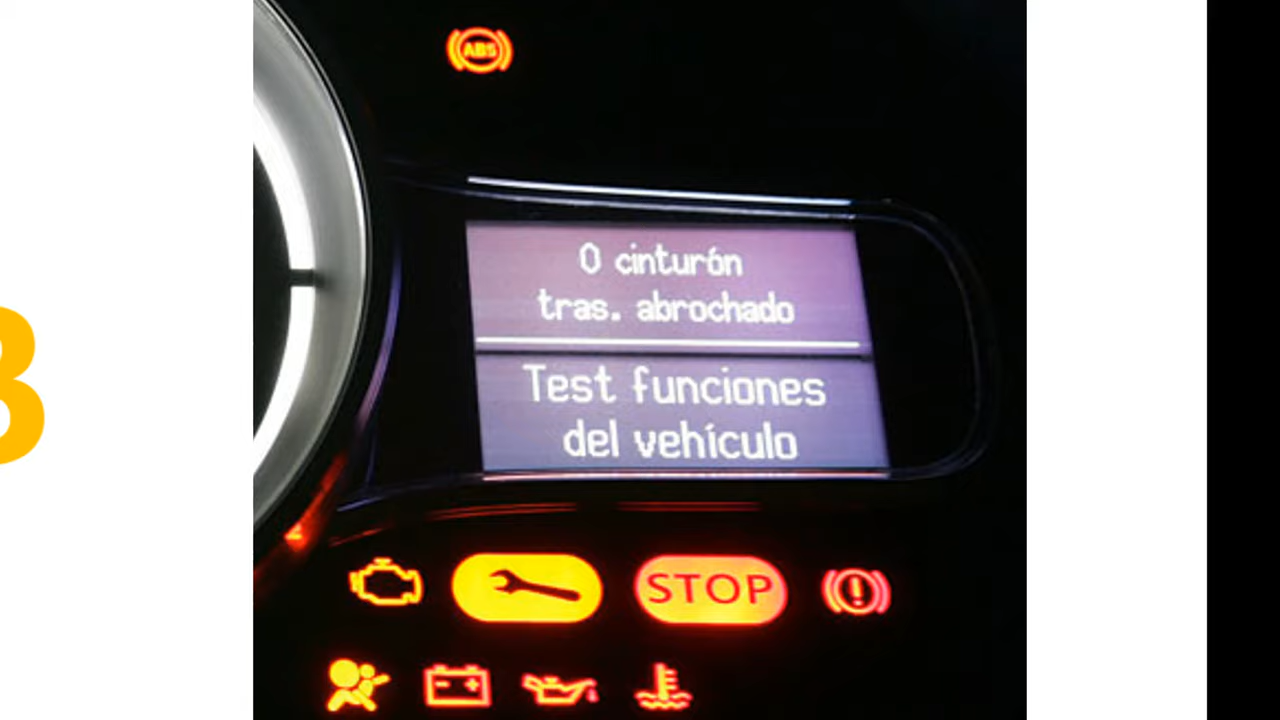 ABS
0 cinturón
tras. abrochado
Test funciones
del vehículo
STOP